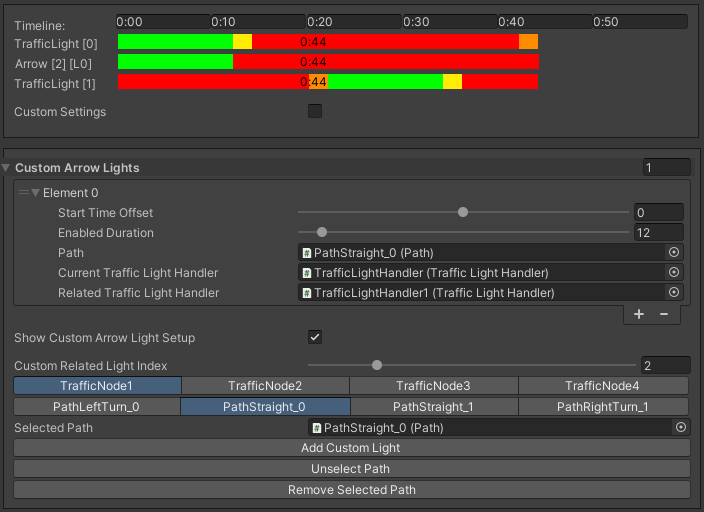 Timeline: 0:00 0:10 0:20 0:30 0:40 0:50
TrafficLight [0] 0:44
Arrow [2] [L0] 0:44
TrafficLight [1] 0:44
Custom Settings
Custom Arrow Lights 1
Element 0
Start Time Offset 0
Enabled Duration 12
Path # PathStraight_0 (Path)
Current Traffic Light Handler # TrafficLightHandler (Traffic Light Handler)
Related Traffic Light Handler # TrafficLightHandler1 (Traffic Light Handler)
+ −
Show Custom Arrow Light Setup
Custom Related Light Index 2
TrafficNode1 TrafficNode2 TrafficNode3 TrafficNode4
PathLeftTurn_0 PathStraight_0 PathStraight_1 PathRightTurn_1
Selected Path # PathStraight_0 (Path)
Add Custom Light
Unselect Path
Remove Selected Path